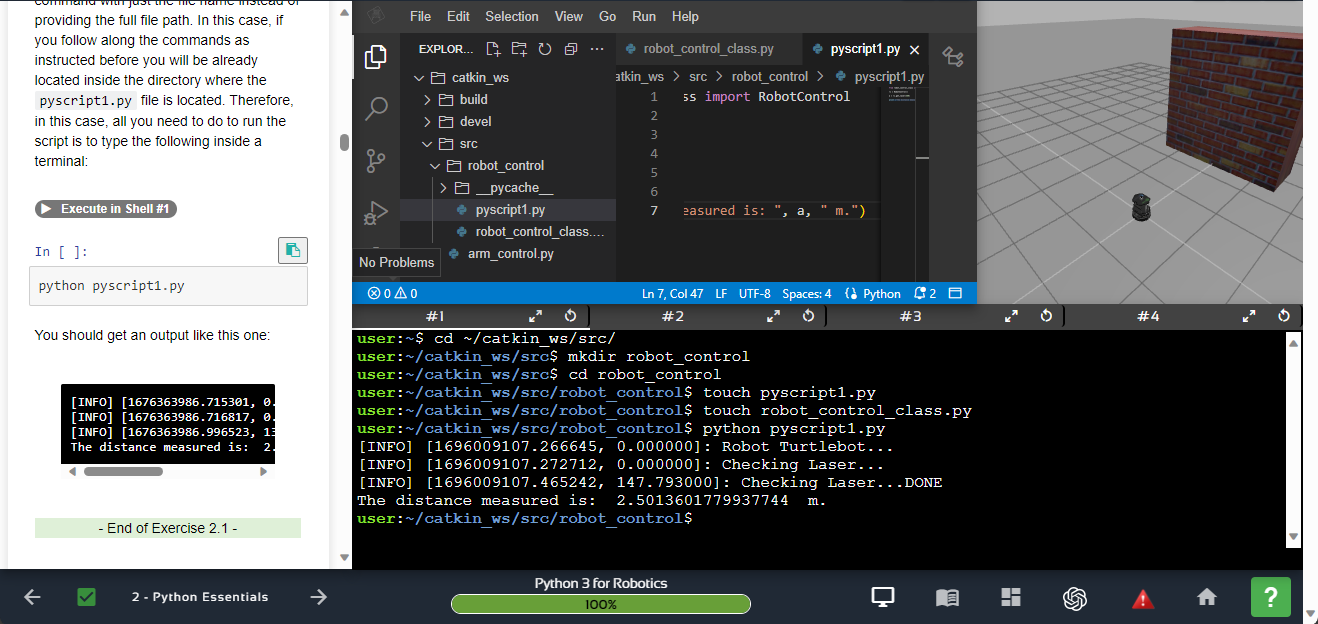 command with just the file name instead of
providing the full file path. In this case, if
you follow along the commands as
instructed before you will be already
located inside the directory where the
pyscript1.py file is located. Therefore,
in this case, all you need to do to run the
script is to type the following inside a
terminal:
Execute in Shell #1
In [ ]:
python pyscript1.py
You should get an output like this one:
[INFO] [1676363986.715301, 0.
[INFO] [1676363986.716817, 0.
[INFO] [1676363986.996523, 13
The distance measured is:  2.
- End of Exercise 2.1 -
File Edit Selection View Go Run Help
EXPLOR... ···
catkin_ws
build
devel
src
robot_control
__pycache__
pyscript1.py
robot_control_class....
arm_control.py
No Problems
robot_control_class.py pyscript1.py
atkin_ws > src > robot_control > pyscript1.py
1 ss import RobotControl
2
3
4
5
6
7 easured is: ", a, " m.")
0 0 Ln 7, Col 47 LF UTF-8 Spaces: 4 Python 2
#1 #2 #3 #4
user:~$ cd ~/catkin_ws/src/
user:~/catkin_ws/src$ mkdir robot_control
user:~/catkin_ws/src$ cd robot_control
user:~/catkin_ws/src/robot_control$ touch pyscript1.py
user:~/catkin_ws/src/robot_control$ touch robot_control_class.py
user:~/catkin_ws/src/robot_control$ python pyscript1.py
[INFO] [1696009107.266645, 0.000000]: Robot Turtlebot...
[INFO] [1696009107.272712, 0.000000]: Checking Laser...
[INFO] [1696009107.465242, 147.793000]: Checking Laser...DONE
The distance measured is:  2.5013601779937744  m.
user:~/catkin_ws/src/robot_control$
2 - Python Essentials
Python 3 for Robotics
100%
?